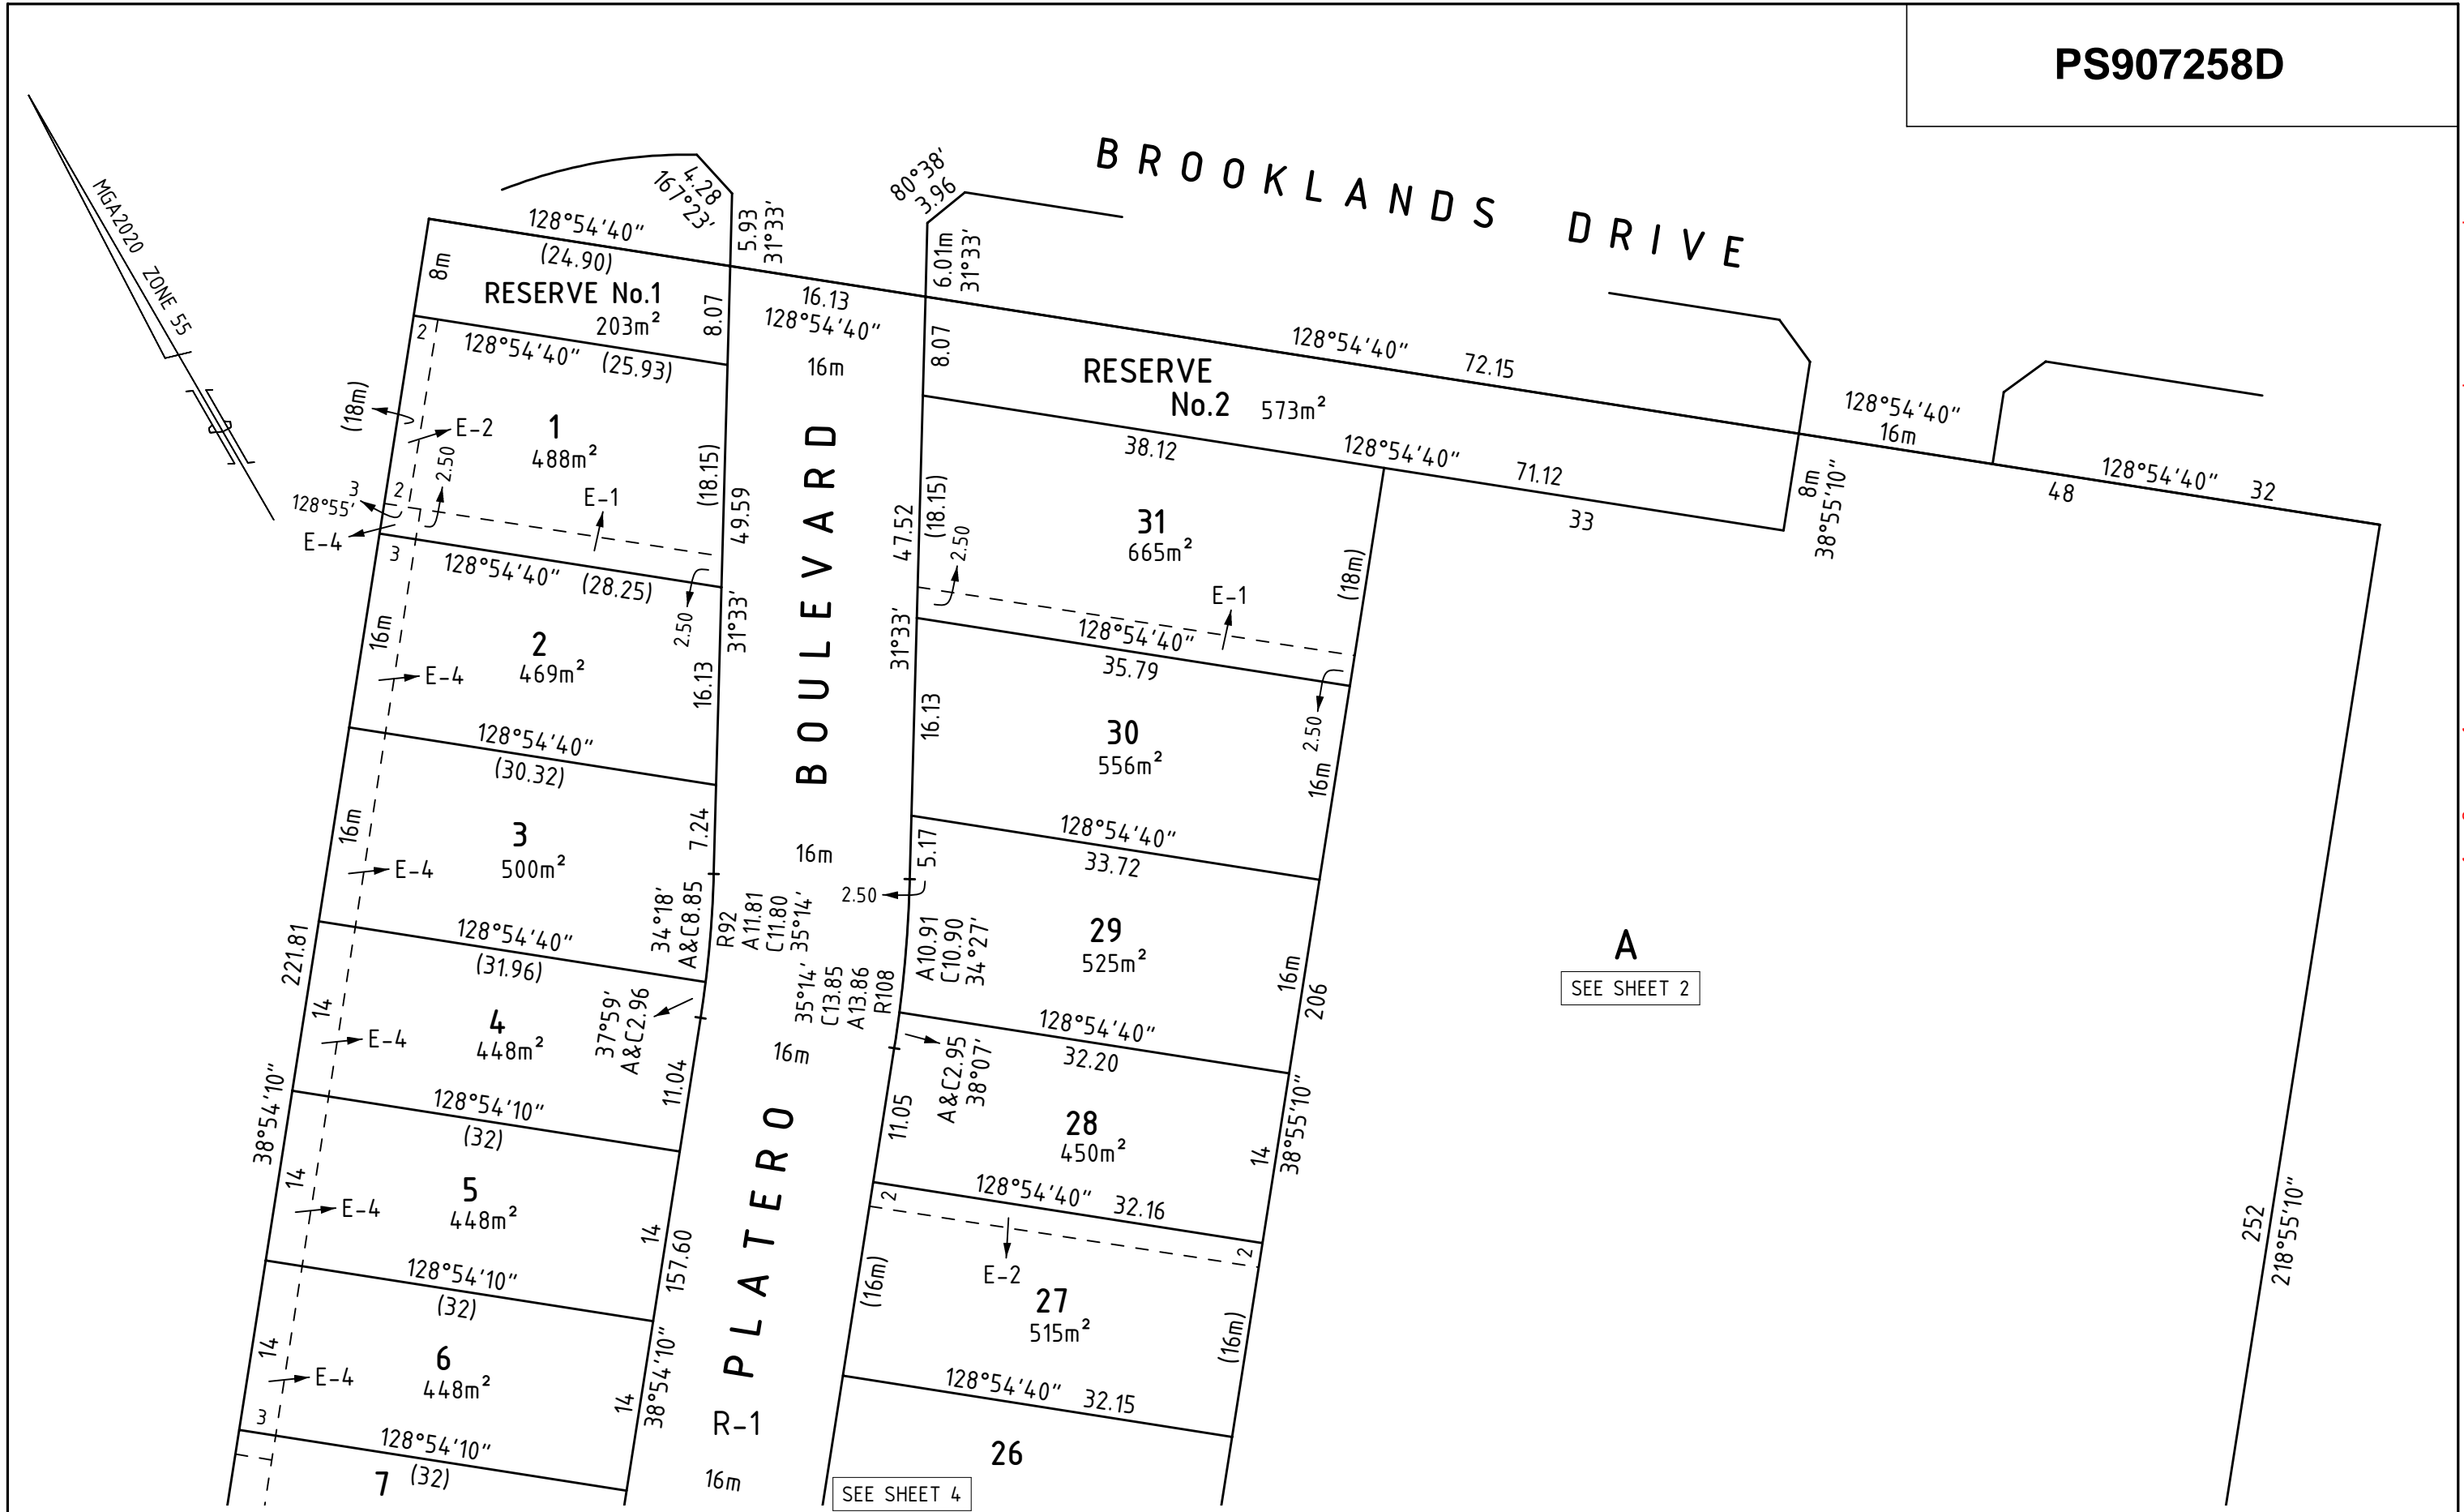 PS907258D
MGA2020 ZONE 55
BROOKLANDS DRIVE
4.28
167°23'
80°38'
3.96
5.93
31°33'
6.01m
31°33'
128°54'40"
(24.90)
8m
RESERVE No.1
203m²
8.07
16.13
128°54'40"
16m
8.07
128°54'40" 72.15
RESERVE
No.2 573m²
128°54'40"
16m
128°54'40" 32
48
8m
38°55'10"
2
128°54'40" (25.93)
(18m)
E-2
1
488m²
2.50
(18.15)
49.59
3
128°55'
2
E-1
E-4
38.12
128°54'40" 71.12
33
47.52
(18.15)
2.50
31
665m²
E-1
(18m)
3
128°54'40" (28.25)
2.50
31°33'
31°33'
128°54'40"
35.79
16m
2
469m²
E-4
16.13
16.13
30
556m²
2.50
16m
128°54'40"
(30.32)
16m
3
500m²
E-4
7.24
34°18'
A&C8.85
16m
5.17
2.50
128°54'40"
33.72
R92
A11.81
C11.80
35°14'
35°14'
C13.85
A13.86
R108
A10.91
C10.90
34°27'
29
525m²
16m
206
A
SEE SHEET 2
221.81
128°54'40"
(31.96)
14
4
448m²
E-4
37°59'
A&C2.96
11.04
16m
128°54'40"
32.20
A&C2.95
38°07'
11.05
28
450m²
14
38°55'10"
38°54'10"
128°54'10"
(32)
14
5
448m²
E-4
14
157.60
128°54'40" 32.16
2
2
E-2
27
515m²
(16m)
(16m)
252
218°55'10"
128°54'10"
(32)
14
6
448m²
E-4
14
38°54'10"
PLATERO BOULEVARD
R-1
16m
128°54'40" 32.15
26
SEE SHEET 4
3
128°54'10"
(32)
7